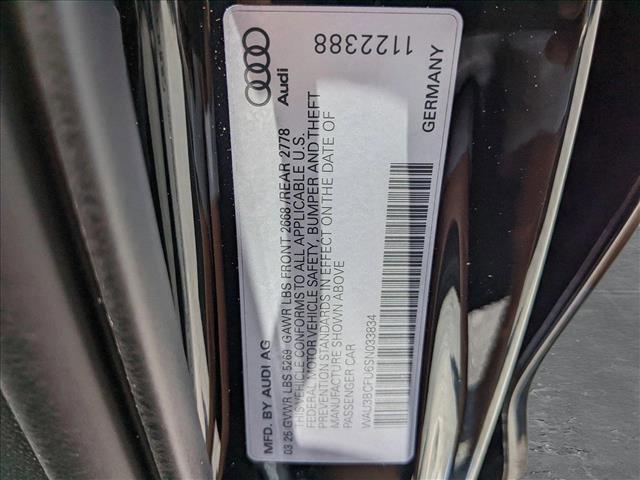 MFD. BY AUDI AG
03.25 GVWR LBS 5269 GAWR LBS FRONT 2668 /REAR 2778
THIS VEHICLE CONFORMS TO ALL APPLICABLE U.S.
FEDERAL MOTOR VEHICLE SAFETY, BUMPER AND THEFT
PREVENTION STANDARDS IN EFFECT ON THE DATE OF
MANUFACTURE SHOWN ABOVE
PASSENGER CAR
WAU3BCFU6SN033834
Audi
1122388
GERMANY